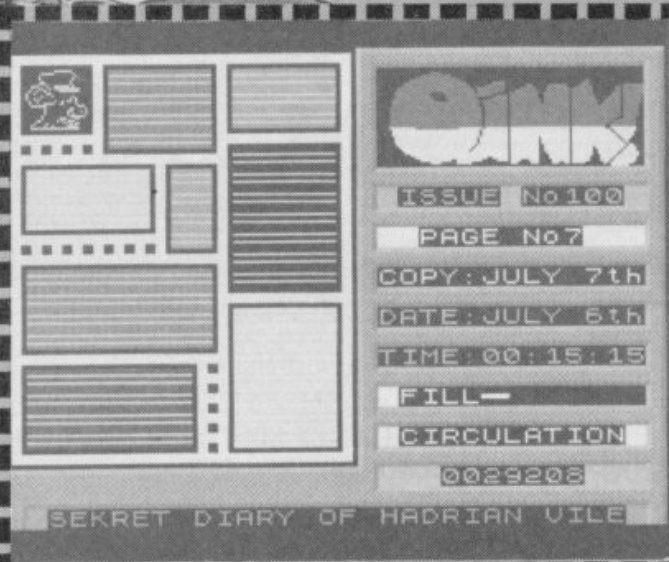 OINK!
ISSUE No100
PAGE No7
COPY:JULY 7th
DATE:JULY 6th
TIME:00:15:15
FILL
CIRCULATION
0029208
SEKRET DIARY OF HADRIAN VILE